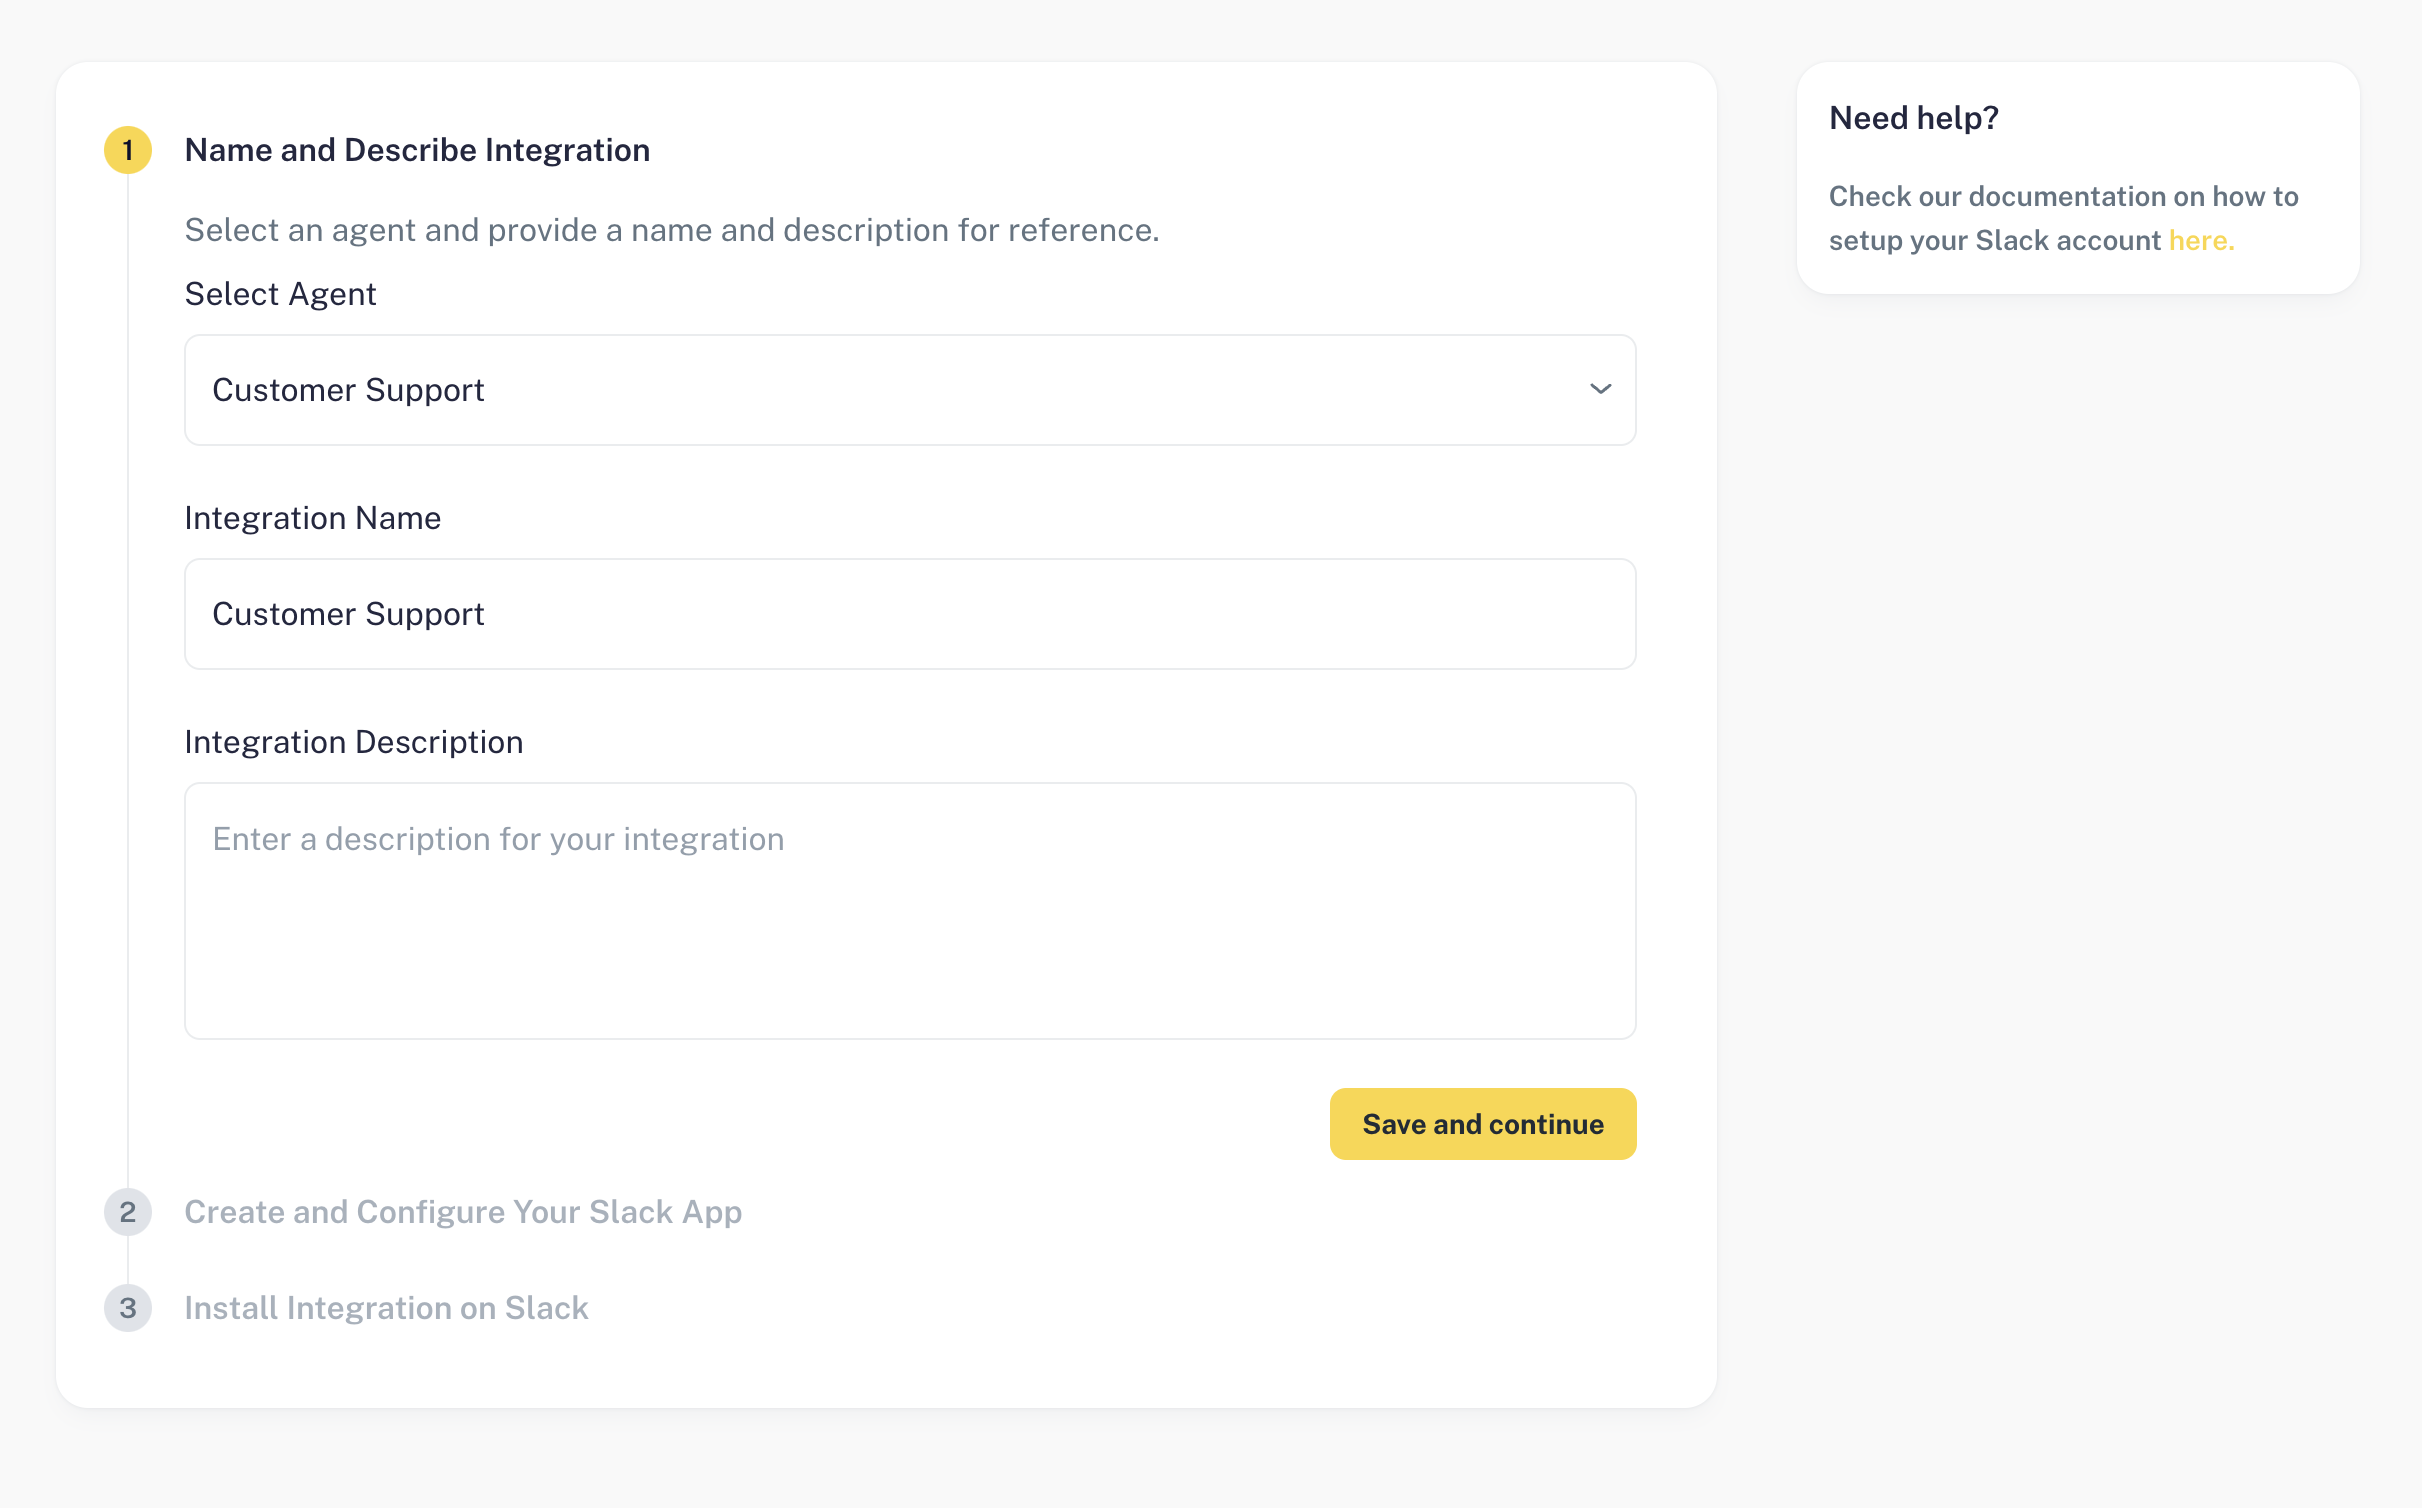 1
Name and Describe Integration
Select an agent and provide a name and description for reference.
Select Agent
Customer Support
Integration Name
Customer Support
Integration Description
Enter a description for your integration
Save and continue
2
Create and Configure Your Slack App
3
Install Integration on Slack
Need help?
Check our documentation on how to
setup your Slack account here.